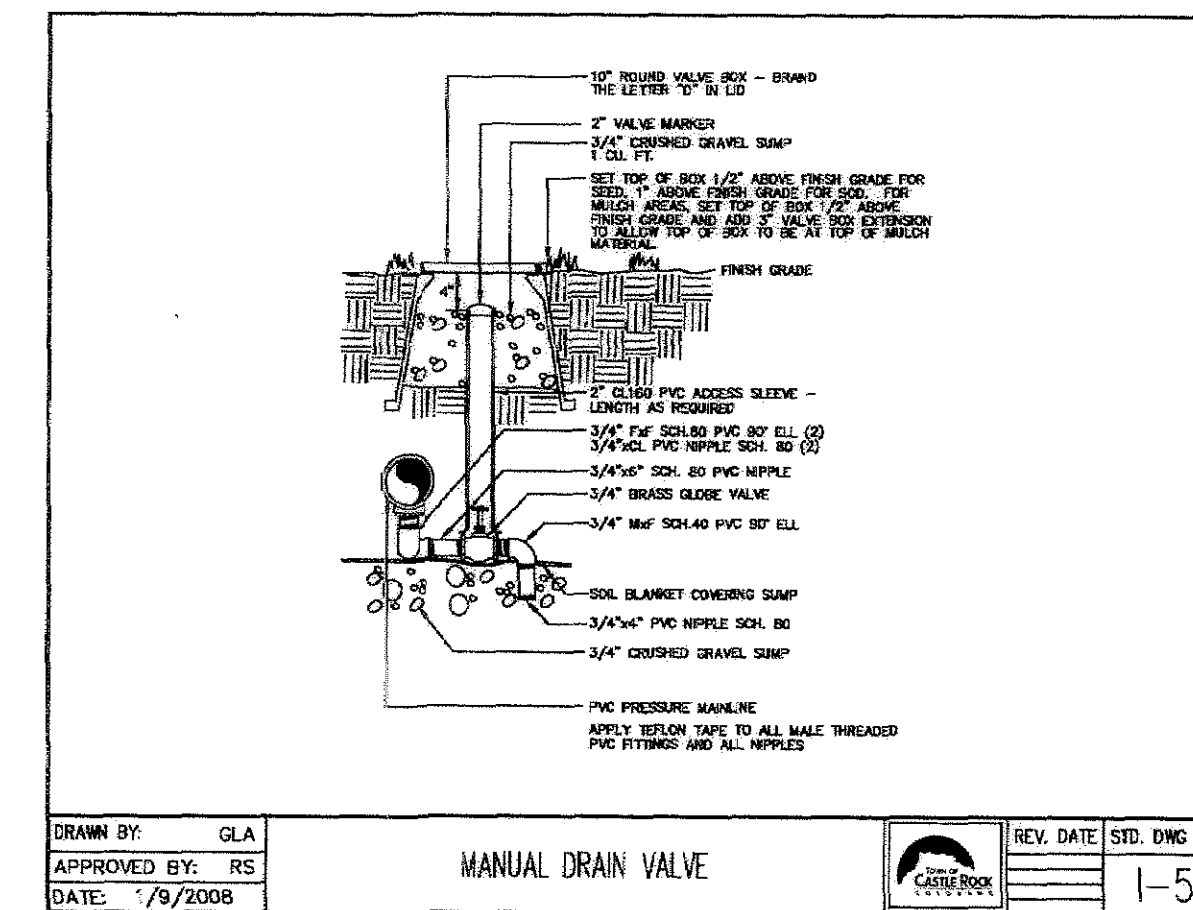 10" ROUND VALVE BOX - BRAND
THE LETTER "D" IN LID
2" VALVE MARKER
3/4" CRUSHED GRAVEL SUMP
1 CU. FT.
SET TOP OF BOX 1/2" ABOVE FINISH GRADE FOR
SEED, 1" ABOVE FINISH GRADE FOR SOD. FOR
MULCH AREAS, SET TOP OF BOX 1/2" ABOVE
FINISH GRADE AND ADD 3" VALVE BOX EXTENSION
TO ALLOW TOP OF BOX TO BE AT TOP OF MULCH
MATERIAL.
FINISH GRADE
4"
2" CL160 PVC ACCESS SLEEVE -
LENGTH AS REQUIRED
3/4" FxF SCH.80 PVC 90° ELL (2)
3/4"xCL PVC NIPPLE SCH. 80 (2)
3/4"x6" SCH. 80 PVC NIPPLE
3/4" BRASS GLOBE VALVE
3/4" MxF SCH.40 PVC 90° ELL
SOIL BLANKET COVERING SUMP
3/4"x4" PVC NIPPLE SCH. 80
3/4" CRUSHED GRAVEL SUMP
PVC PRESSURE MAINLINE
APPLY TEFLON TAPE TO ALL MALE THREADED
PVC FITTINGS AND ALL NIPPLES
DRAWN BY: GLA
APPROVED BY: RS
DATE: /9/2008
MANUAL DRAIN VALVE
TOWN OF
CASTLE ROCK
COLORADO
REV. DATE
STD. DWG
I-5